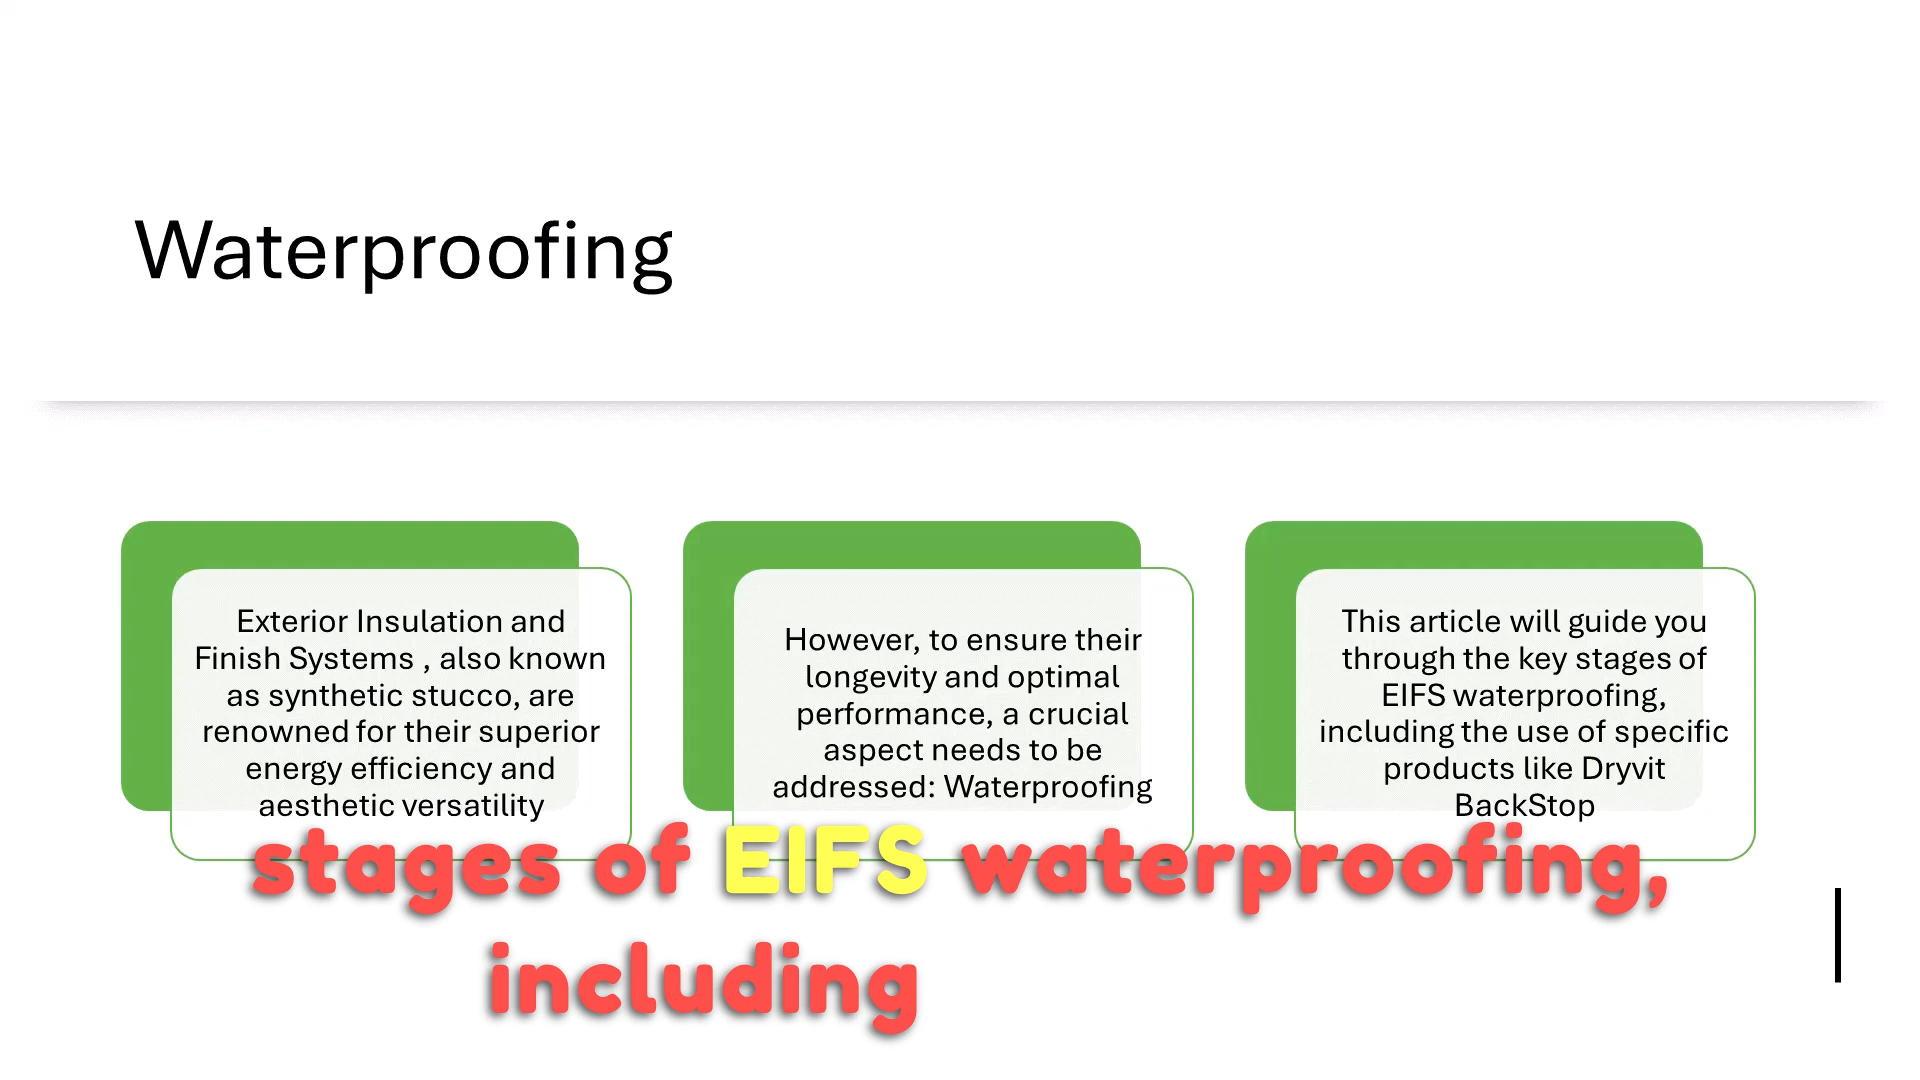 Waterproofing
Exterior Insulation and
Finish Systems , also known
as synthetic stucco, are
renowned for their superior
energy efficiency and
aesthetic versatility
However, to ensure their
longevity and optimal
performance, a crucial
aspect needs to be
addressed: Waterproofing
This article will guide you
through the key stages of
EIFS waterproofing,
including the use of specific
products like Dryvit
BackStop
stages of EIFS waterproofing,
including